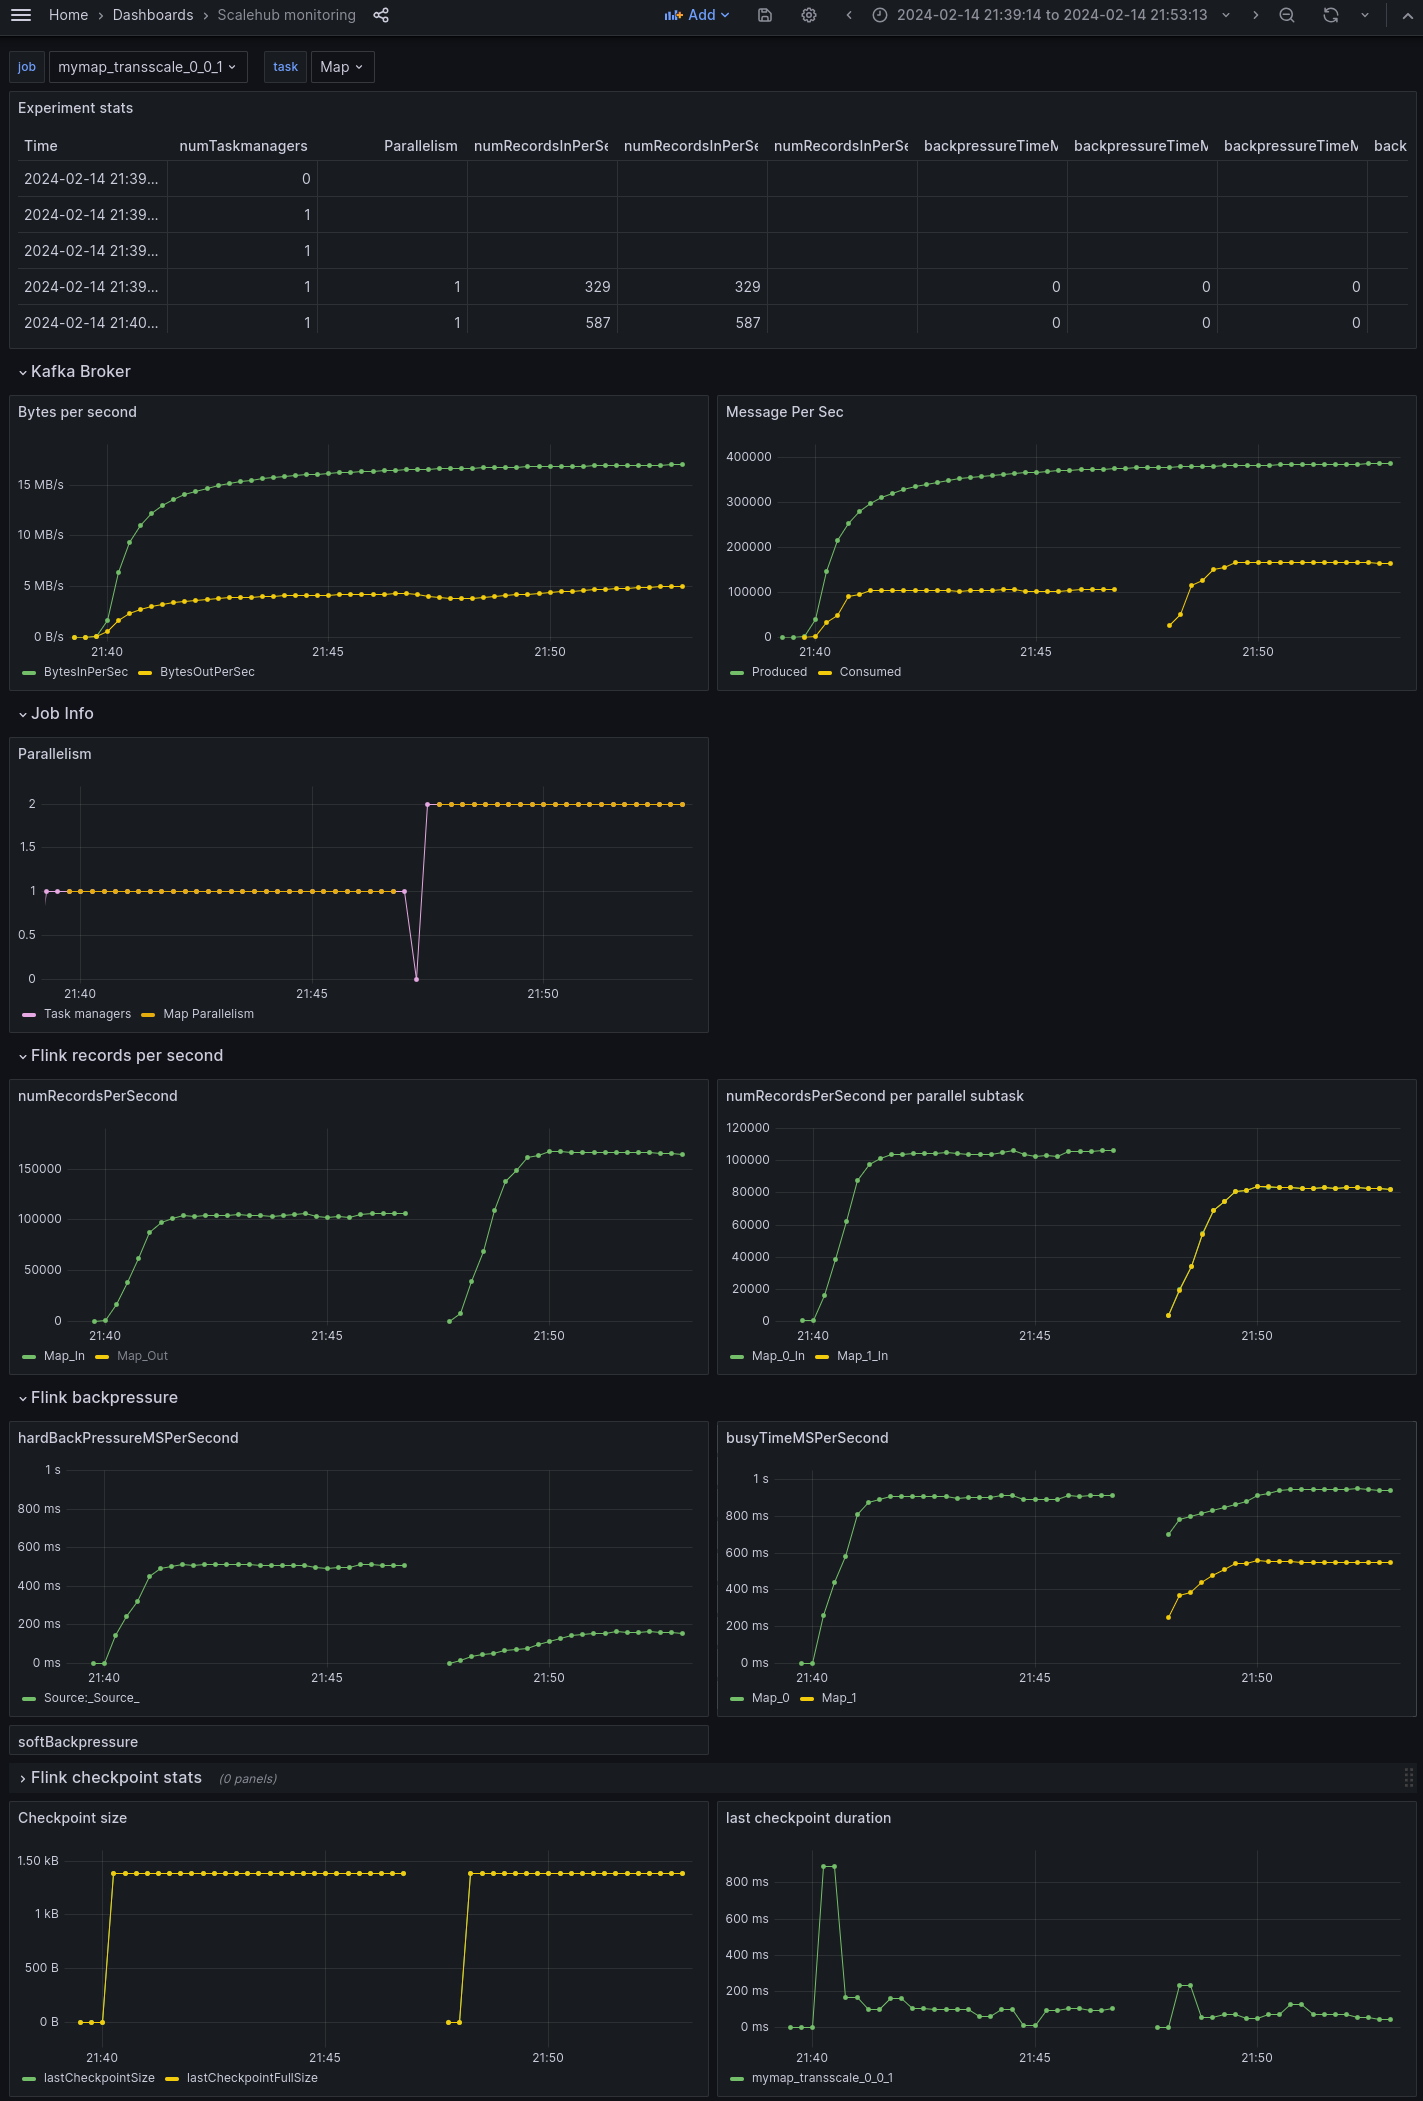 Home › Dashboards › Scalehub monitoring Add 2024-02-14 21:39:14 to 2024-02-14 21:53:13
job mymap_transscale_0_0_1 task Map
Experiment stats
Time numTaskmanagers Parallelism numRecordsInPerSe numRecordsInPerSe numRecordsInPerSe backpressureTimeM backpressureTimeM backpressureTimeM back
2024-02-14 21:39... 0
2024-02-14 21:39... 1
2024-02-14 21:39... 1
2024-02-14 21:39... 1 1 329 329 0 0 0
2024-02-14 21:40... 1 1 587 587 0 0 0
Kafka Broker
Bytes per second
15 MB/s
10 MB/s
5 MB/s
0 B/s
21:40 21:45 21:50
BytesInPerSec BytesOutPerSec
Message Per Sec
400000
300000
200000
100000
0
21:40 21:45 21:50
Produced Consumed
Job Info
Parallelism
2
1.5
1
0.5
0
21:40 21:45 21:50
Task managers Map Parallelism
Flink records per second
numRecordsPerSecond
150000
100000
50000
0
21:40 21:45 21:50
Map_In Map_Out
numRecordsPerSecond per parallel subtask
120000
100000
80000
60000
40000
20000
0
21:40 21:45 21:50
Map_0_In Map_1_In
Flink backpressure
hardBackPressureMSPerSecond
1 s
800 ms
600 ms
400 ms
200 ms
0 ms
21:40 21:45 21:50
Source:_Source_
busyTimeMSPerSecond
1 s
800 ms
600 ms
400 ms
200 ms
0 ms
21:40 21:45 21:50
Map_0 Map_1
softBackpressure
Flink checkpoint stats (0 panels)
Checkpoint size
1.50 kB
1 kB
500 B
0 B
21:40 21:45 21:50
lastCheckpointSize lastCheckpointFullSize
last checkpoint duration
800 ms
600 ms
400 ms
200 ms
0 ms
21:40 21:45 21:50
mymap_transscale_0_0_1